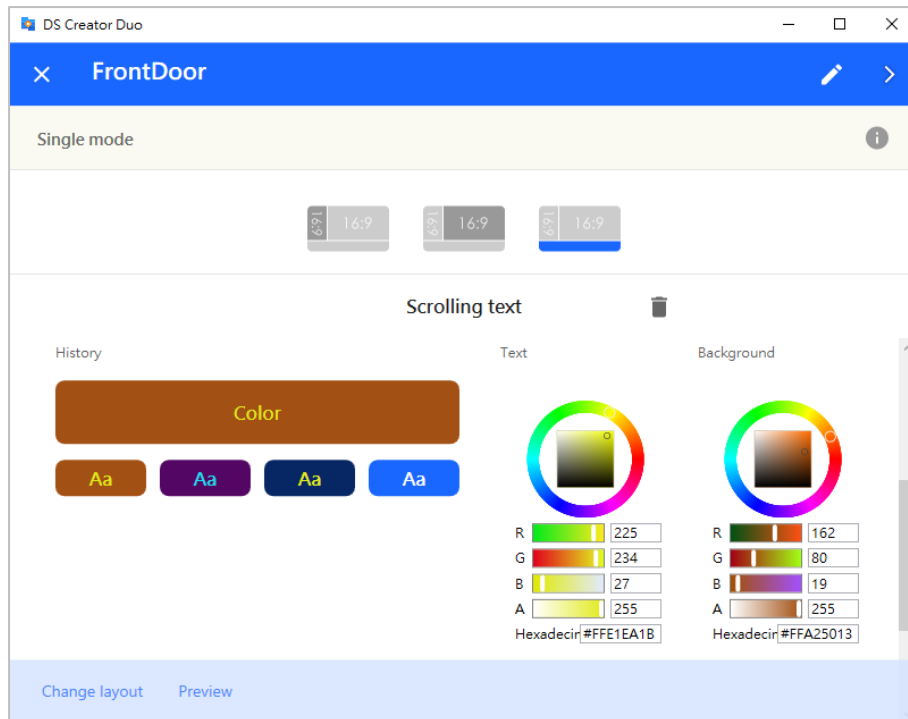 DS Creator Duo
FrontDoor
Single mode
16:9 16:9
16:9 16:9
16:9 16:9
Scrolling text
History
Text
Background
Color
Aa
Aa
Aa
Aa
R 225
G 234
B 27
A 255
Hexadecir #FFE1EA1B
R 162
G 80
B 19
A 255
Hexadecir #FFA25013
Change layout
Preview